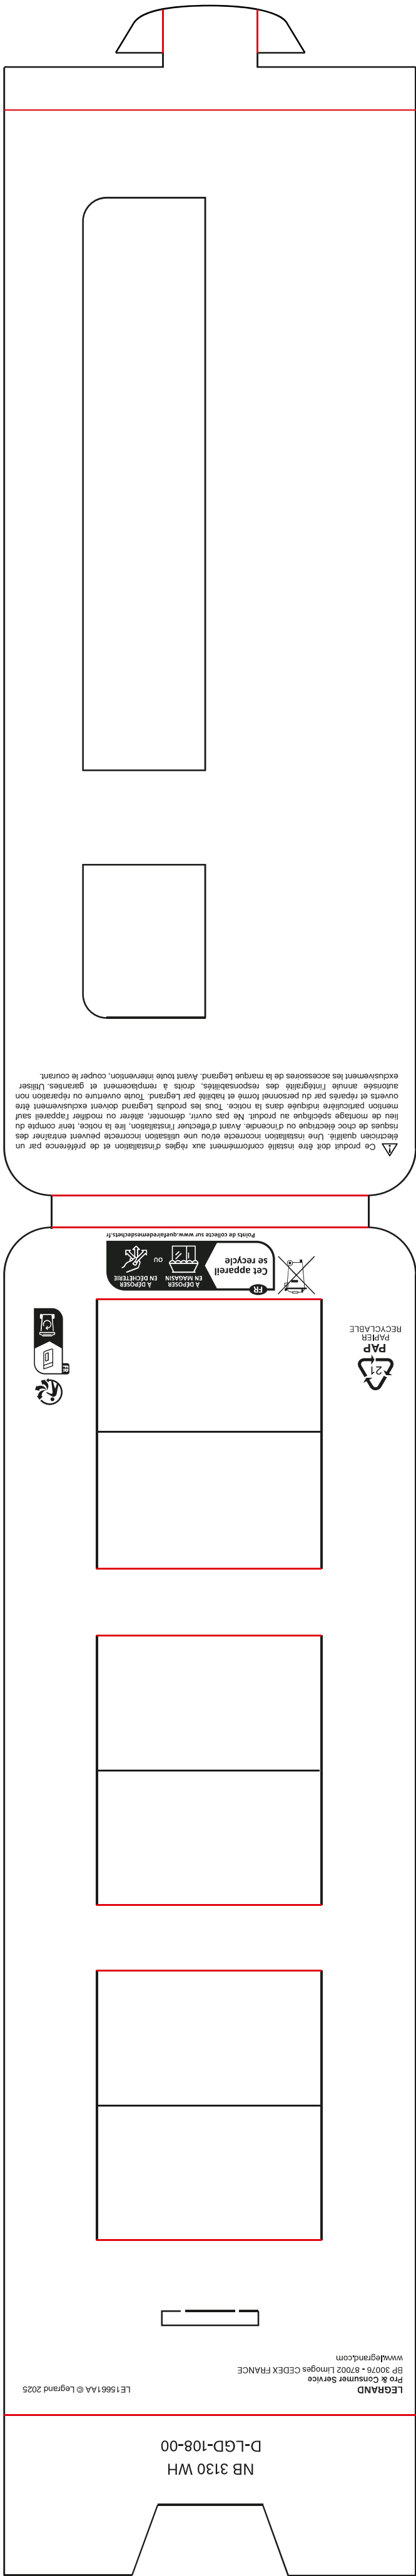 NB 3130 WH
D-LGD-108-00
LEGRAND
Pro & Consumer Service
BP 30076 - 87002 Limoges CEDEX FRANCE
www.legrand.com
LE15661AA © Legrand 2025
21
PAP
PAPIER
RECYCLABLE
FR
FR
Cet appareil
se recycle
À DÉPOSER
EN MAGASIN
OU
À DÉPOSER
EN DÉCHÈTERIE
Points de collecte sur www.quefairedemesdechets.fr
Ce produit doit être installé conformément aux règles d'installation et de préférence par un
électricien qualifié. Une installation incorrecte et/ou une utilisation incorrecte peuvent entraîner des
risques de choc électrique ou d'incendie. Avant d'effectuer l'installation, lire la notice, tenir compte du
lieu de montage spécifique au produit. Ne pas ouvrir, démonter, altérer ou modifier l'appareil sauf
mention particulière indiquée dans la notice. Tous les produits Legrand doivent exclusivement être
ouverts et réparés par du personnel formé et habilité par Legrand. Toute ouverture ou réparation non
autorisée annule l'intégralité des responsabilités, droits à remplacement et garanties. Utiliser
exclusivement les accessoires de la marque Legrand. Avant toute intervention, couper le courant.